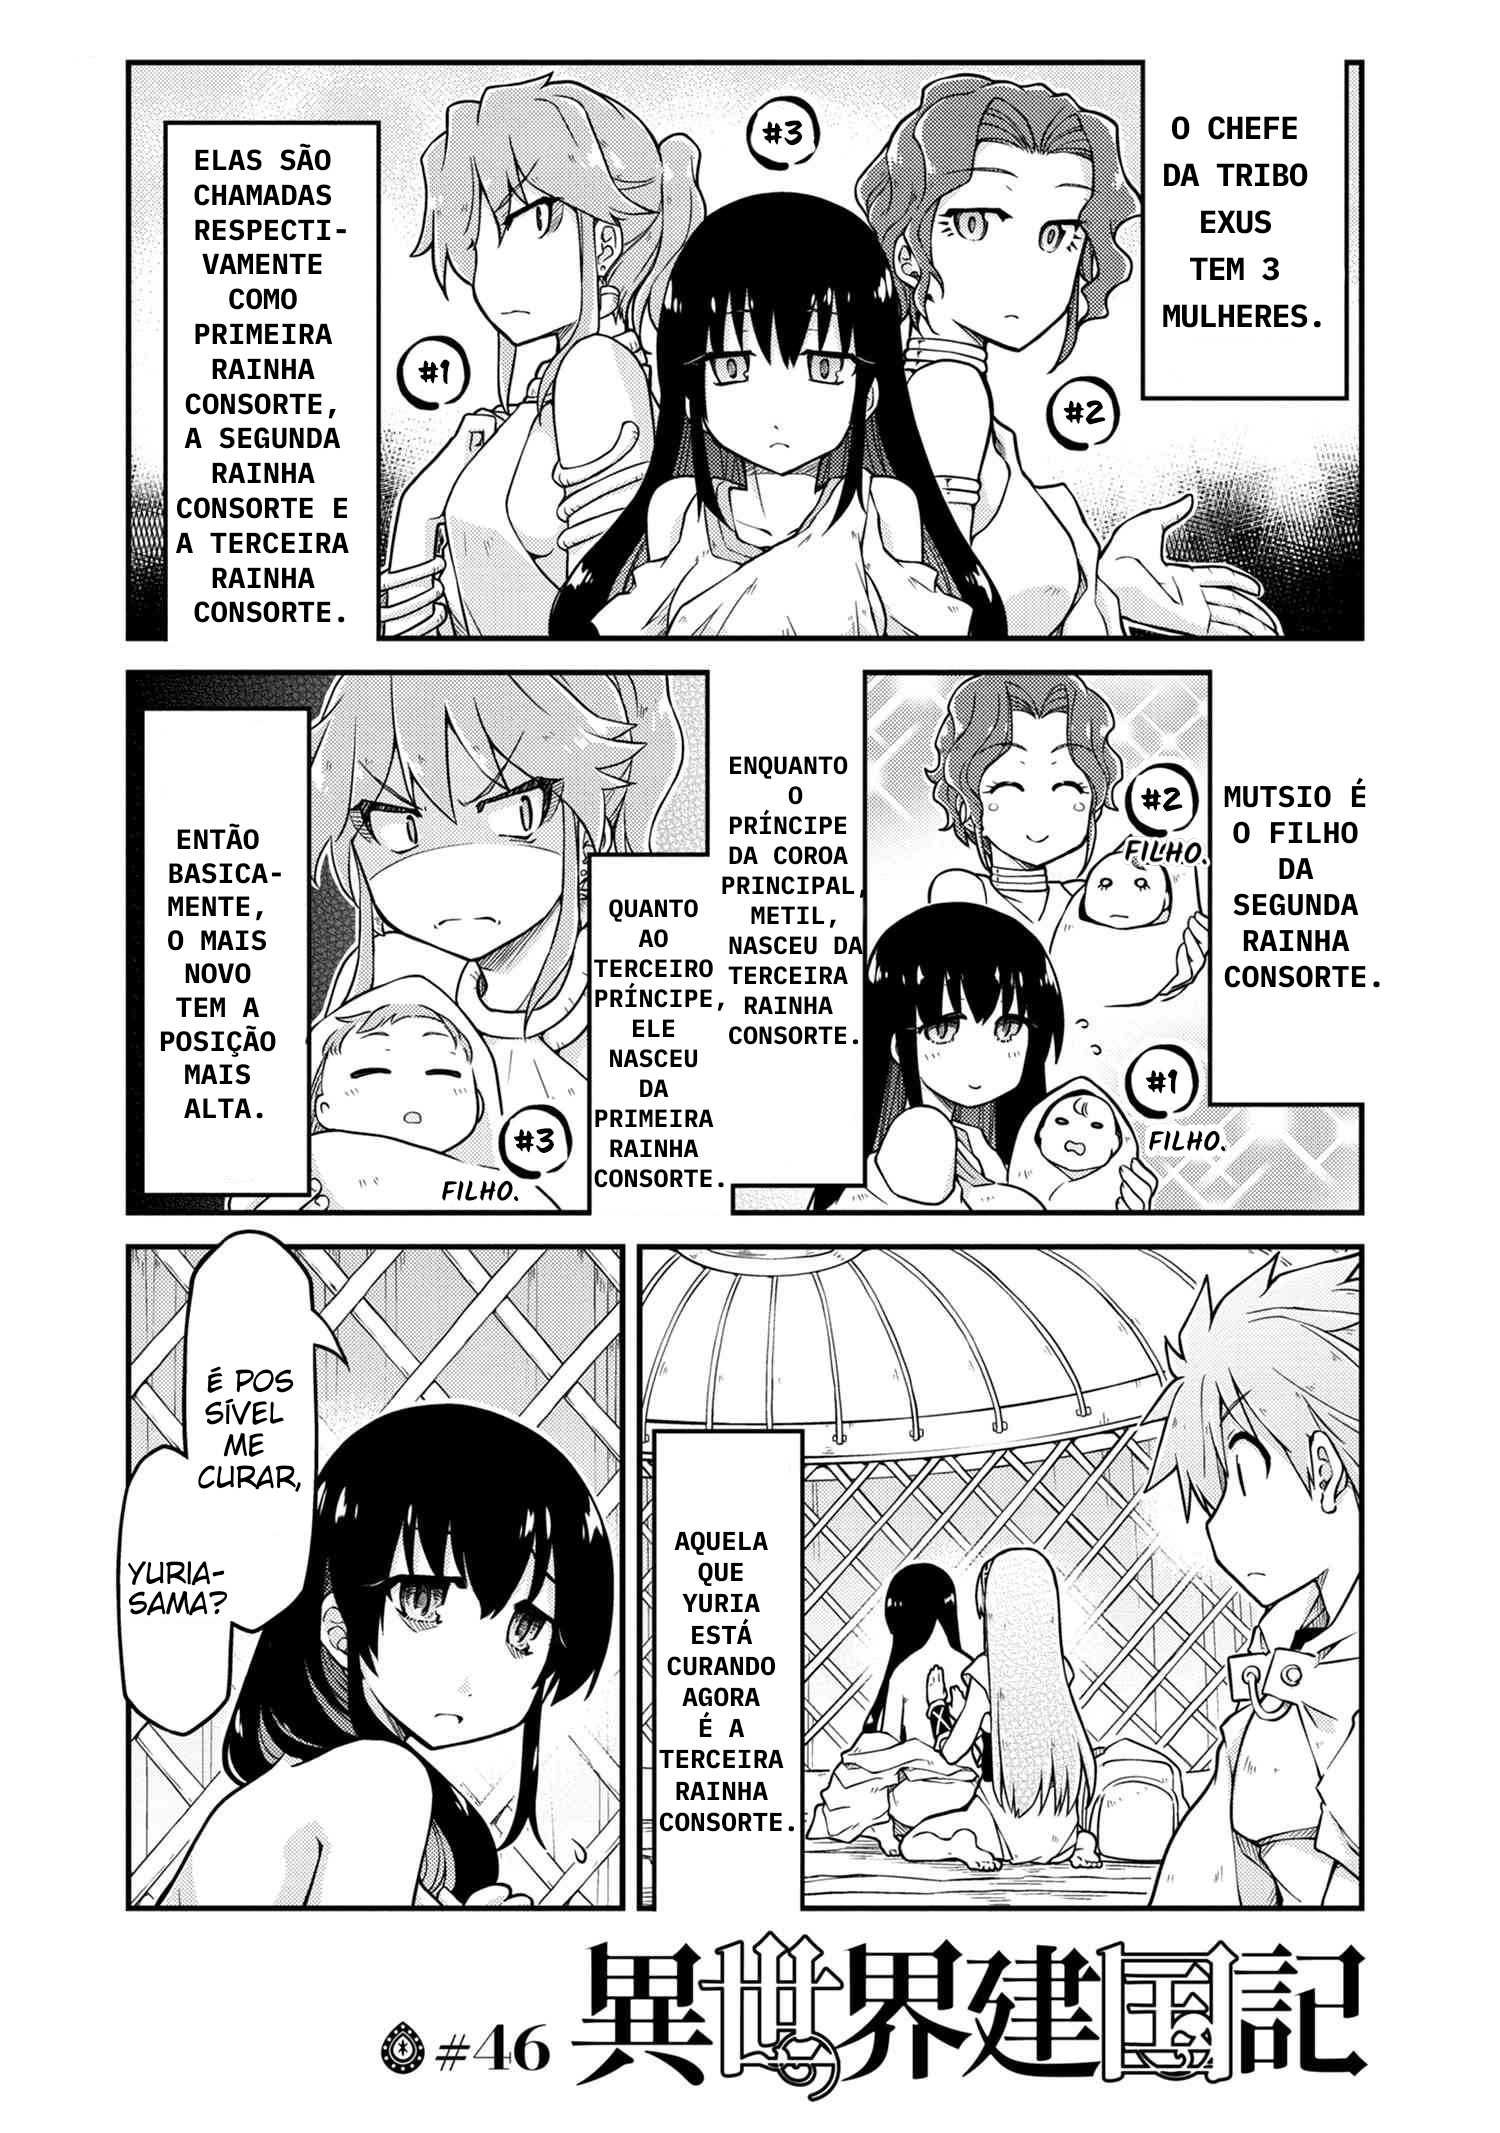 O CHEFE
DA TRIBO
EXUS
TEM 3
MULHERES.
#3
#1
#2
ELAS SÃO
CHAMADAS
RESPECTI-
VAMENTE
COMO
PRIMEIRA
RAINHA
CONSORTE,
A SEGUNDA
RAINHA
CONSORTE E
A TERCEIRA
RAINHA
CONSORTE.
MUTSIO É
O FILHO
DA
SEGUNDA
RAINHA
CONSORTE.
#2
FILHO.
#1
FILHO.
ENQUANTO
O
PRÍNCIPE
DA COROA
PRINCIPAL,
METIL,
NASCEU DA
TERCEIRA
RAINHA
CONSORTE.
QUANTO
AO
TERCEIRO
PRÍNCIPE,
ELE
NASCEU
DA
PRIMEIRA
RAINHA
CONSORTE.
#3
FILHO.
ENTÃO
BASICA-
MENTE,
O MAIS
NOVO
TEM A
POSIÇÃO
MAIS
ALTA.
AQUELA
QUE
YURIA
ESTÁ
CURANDO
AGORA
É A
TERCEIRA
RAINHA
CONSORTE.
É POS
SÍVEL
ME
CURAR,
YURIA-
SAMA?
#46 異世界建国記